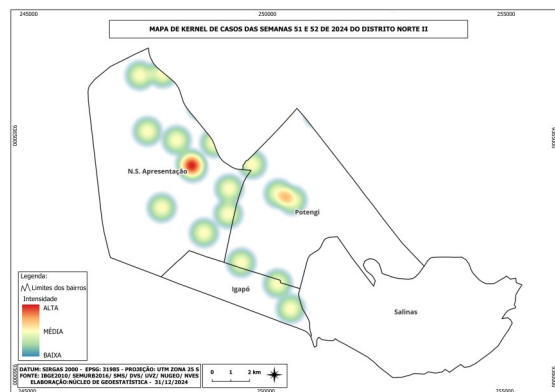 245000
250000
255000
MAPA DE KERNEL DE CASOS DAS SEMANAS 51 E 52 DE 2024 DO DISTRITO NORTE II
N.S. Apresentação
Potengi
Igapó
Salinas
Legenda:
Limites dos bairros
Intensidade
ALTA
MÉDIA
BAIXA
DATUM: SIRGAS 2000 - EPSG: 31985 - PROJEÇÃO: UTM ZONA 25 S
FONTE: IBGE2010/ SEMURB2016/ SMS/ DVS/ UVZ/ NUGEO/ NVES
ELABORAÇÃO:NÚCLEO DE GEOESTATÍSTICA - 31/12/2024
0 1 2 km
245000
250000
255000